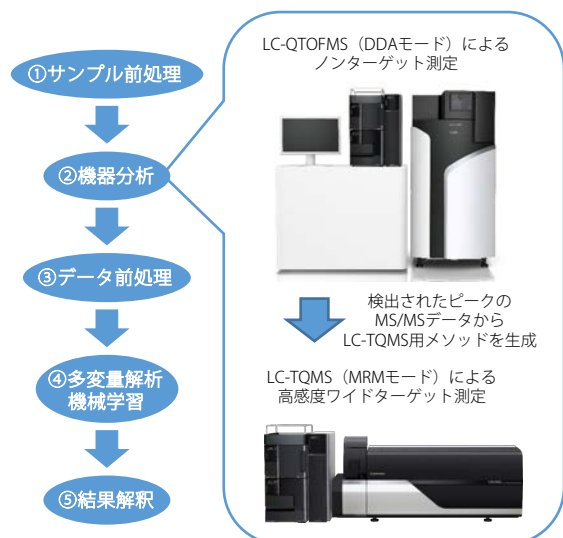 ①サンプル前処理
②機器分析
③データ前処理
④多変量解析
機械学習
⑤結果解釈
LC-QTOFMS（DDAモード）による
ノンターゲット測定
検出されたピークの
MS/MSデータから
LC-TQMS用メソッドを生成
LC-TQMS（MRMモード）による
高感度ワイドターゲット測定